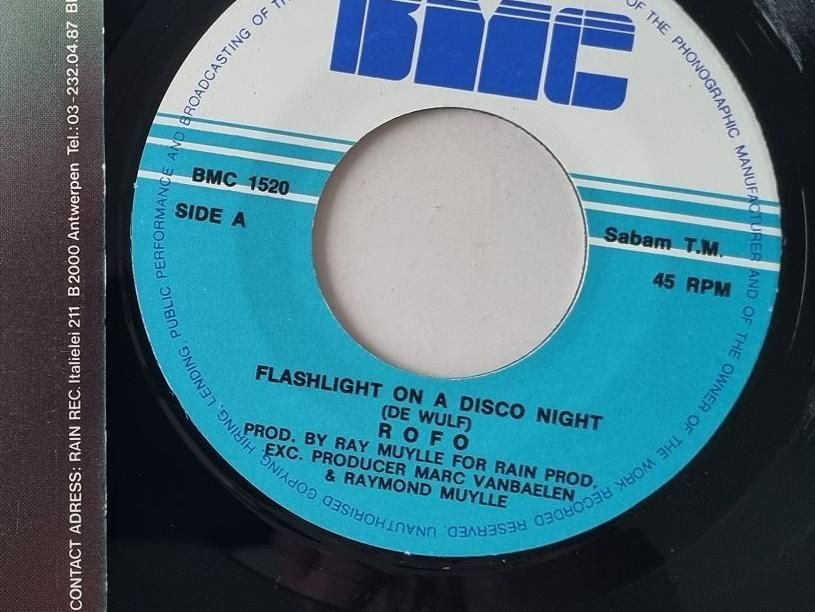 CONTACT ADRESS: RAIN REC. Italielei 211 B 2000 Antwerpen Tel.: 03-232.04.87
BMC
OF THE PHONOGRAPHIC MANUFACTURER AND OF THE OWNER OF THE WORK RECORDED RESERVED. UNAUTHORISED COPYING, HIRING, LENDING, PUBLIC PERFORMANCE AND BROADCASTING OF
BMC 1520
SIDE A
Sabam T.M.
45 RPM
FLASHLIGHT ON A DISCO NIGHT
(DE WULF)
ROFO
PROD. BY RAY MUYLLE FOR RAIN PROD.
EXC. PRODUCER MARC VANBAELEN
& RAYMOND MUYLLE